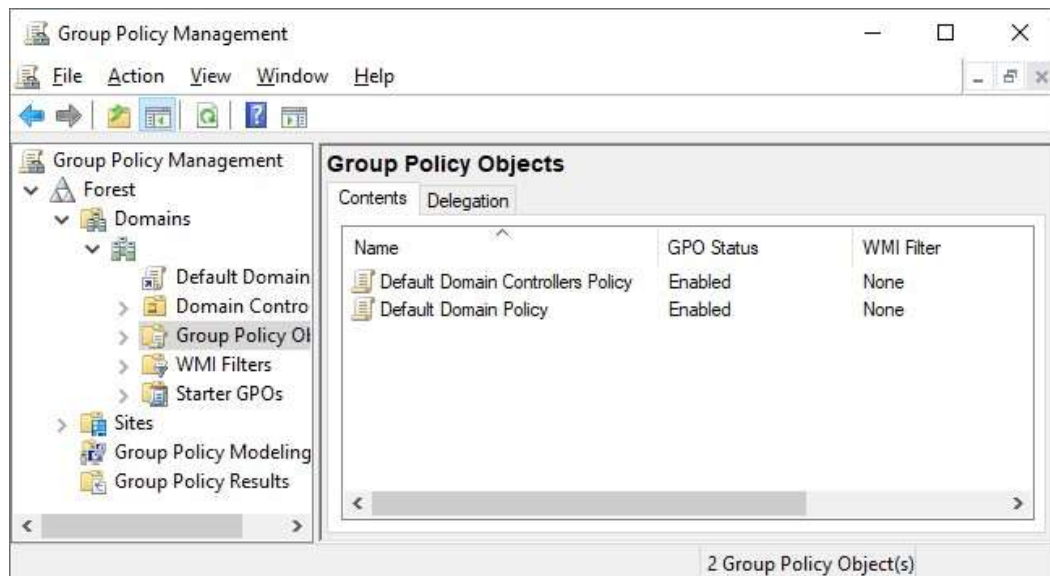 Group Policy Management
File Action View Window Help
Group Policy Management
Forest
Domains
Default Domain
Domain Contro
Group Policy Ol
WMI Filters
Starter GPOs
Sites
Group Policy Modeling
Group Policy Results
Group Policy Objects
Contents Delegation
Name GPO Status WMI Filter
Default Domain Controllers Policy Enabled None
Default Domain Policy Enabled None
2 Group Policy Object(s)